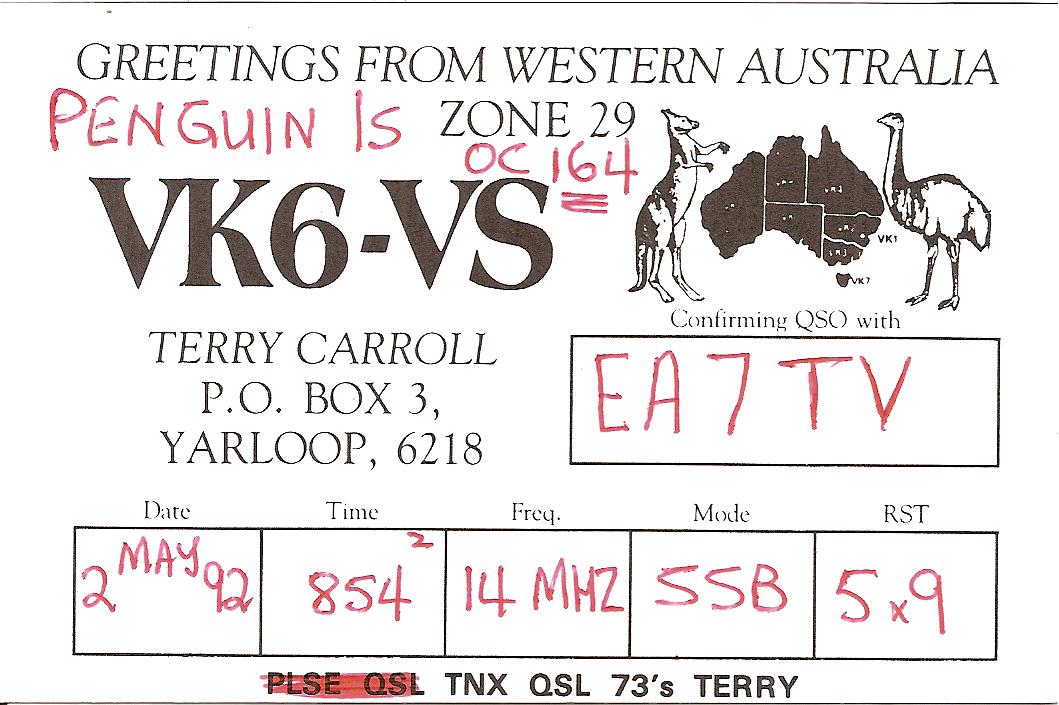 GREETINGS FROM WESTERN AUSTRALIA
PENGUIN IS ZONE 29
OC 164
VK6-VS
VK1
VK7
Confirming QSO with
TERRY CARROLL
P.O. BOX 3,
YARLOOP, 6218
EA7TV
Date Time Freq. Mode RST
2 MAY 92 854 Z 14 MHZ SSB 5x9
PLSE QSL TNX QSL 73's TERRY